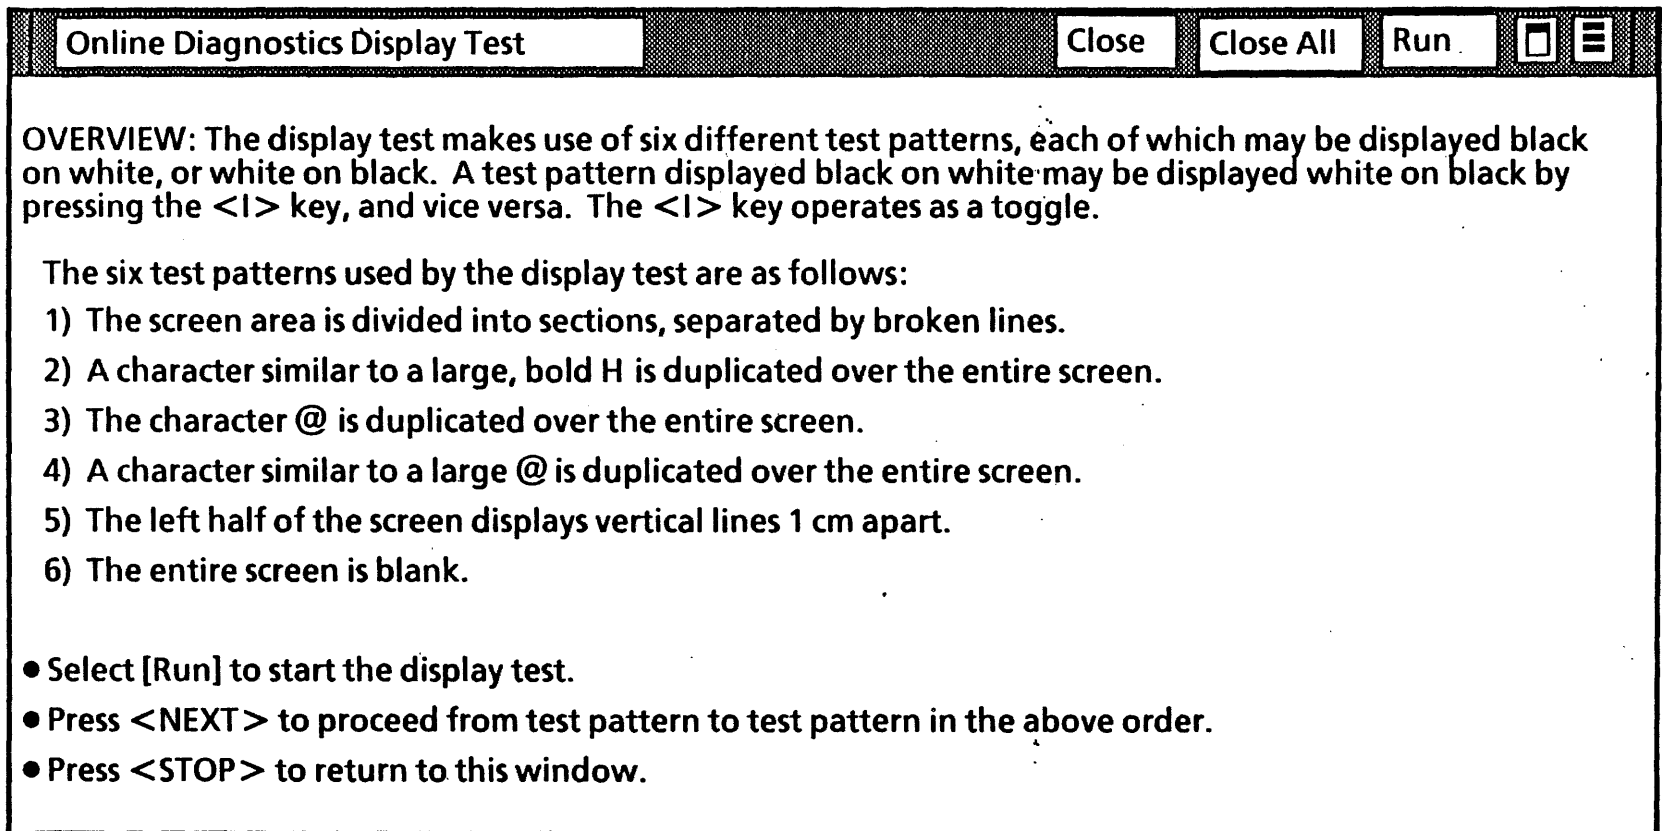 Online Diagnostics Display Test Close Close All Run
OVERVIEW: The display test makes use of six different test patterns, each of which may be displayed black
on white, or white on black. A test pattern displayed black on white may be displayed white on black by
pressing the <I> key, and vice versa. The <I> key operates as a toggle.
The six test patterns used by the display test are as follows:
1) The screen area is divided into sections, separated by broken lines.
2) A character similar to a large, bold H is duplicated over the entire screen.
3) The character @ is duplicated over the entire screen.
4) A character similar to a large @ is duplicated over the entire screen.
5) The left half of the screen displays vertical lines 1 cm apart.
6) The entire screen is blank.
● Select [Run] to start the display test.
● Press <NEXT> to proceed from test pattern to test pattern in the above order.
● Press <STOP> to return to this window.